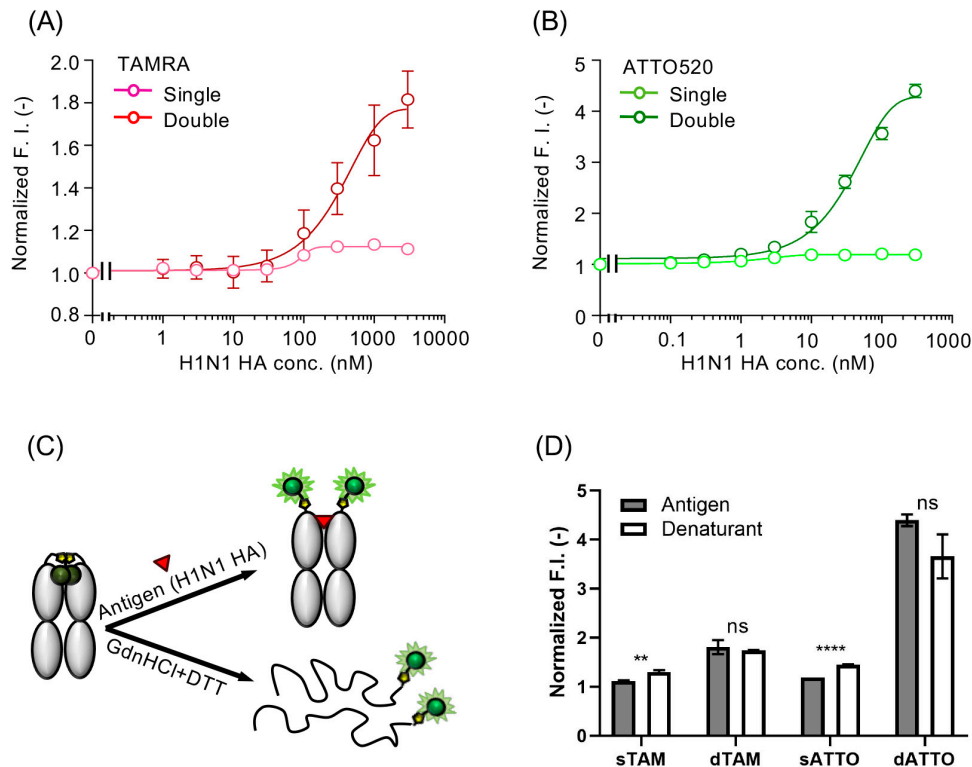 (A)
TAMRA
Single
Double
Normalized F. I. (-)
2.0
1.8
1.6
1.4
1.2
1.0
0.8
0
1
10
100
1000
10000
H1N1 HA conc. (nM)
(B)
ATTO520
Single
Double
Normalized F. I. (-)
5
4
3
2
1
0
0
0.1
1
10
100
1000
H1N1 HA conc. (nM)
(C)
Antigen (H1N1 HA)
GdnHCl+DTT
(D)
Antigen
Denaturant
Normalized F.I. (-)
5
4
3
2
1
0
**
ns
****
ns
sTAM
dTAM
sATTO
dATTO